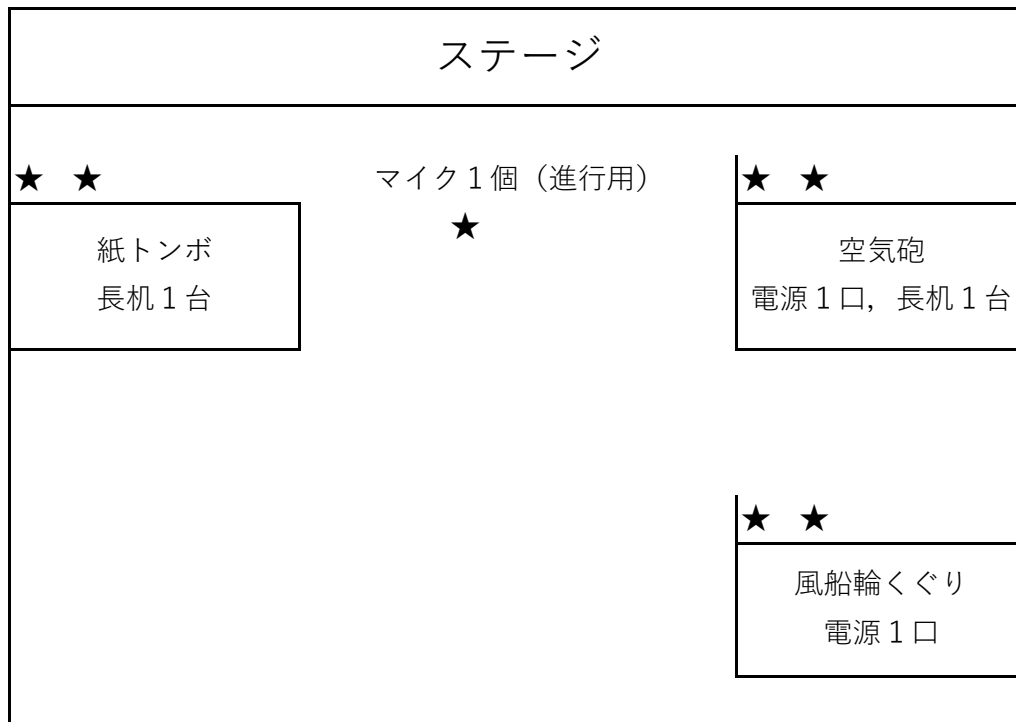 ステージ
★ ★
マイク１個（進行用）
★ ★
★
紙トンボ
長机１台
空気砲
電源１口，長机１台
★ ★
風船輪くぐり
電源１口